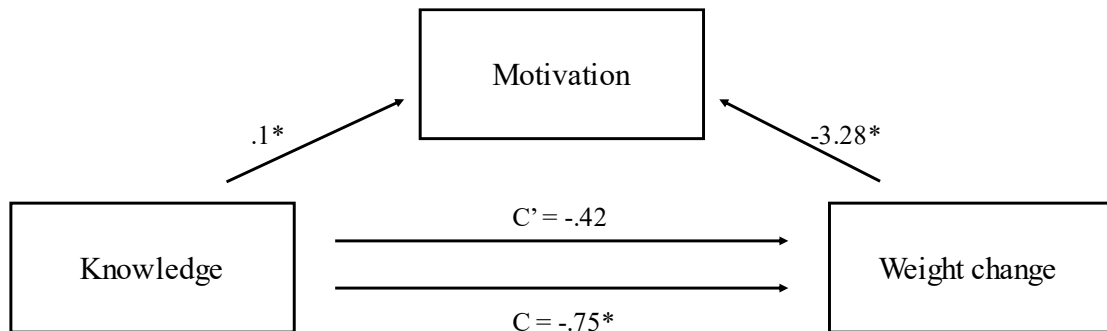 Motivation
.1*
-3.28*
C’ = -.42
Knowledge
Weight change
C = -.75*